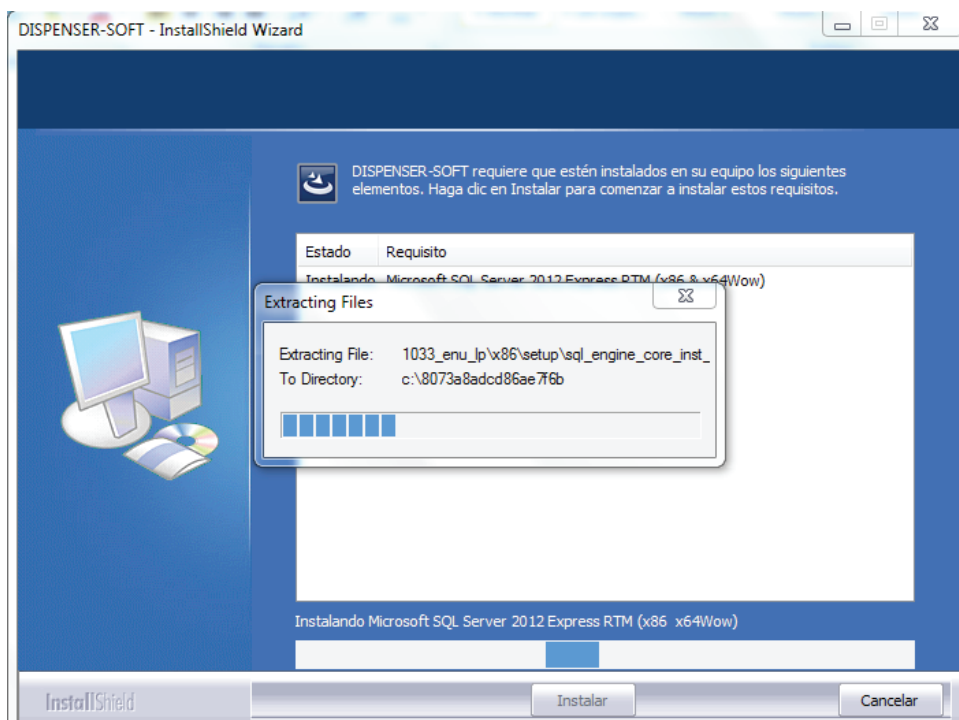 DISPENSER-SOFT - InstallShield Wizard
DISPENSER-SOFT requiere que estén instalados en su equipo los siguientes
elementos. Haga clic en Instalar para comenzar a instalar estos requisitos.
Estado Requisito
Instalando Microsoft SQL Server 2012 Express RTM (x86 & x64Wow)
Extracting Files
Extracting File: 1033_enu_lp\x86\setup\sql_engine_core_inst_
To Directory: c:\8073a8adcd86ae7f6b
Instalando Microsoft SQL Server 2012 Express RTM (x86 x64Wow)
InstallShield
Instalar Cancelar